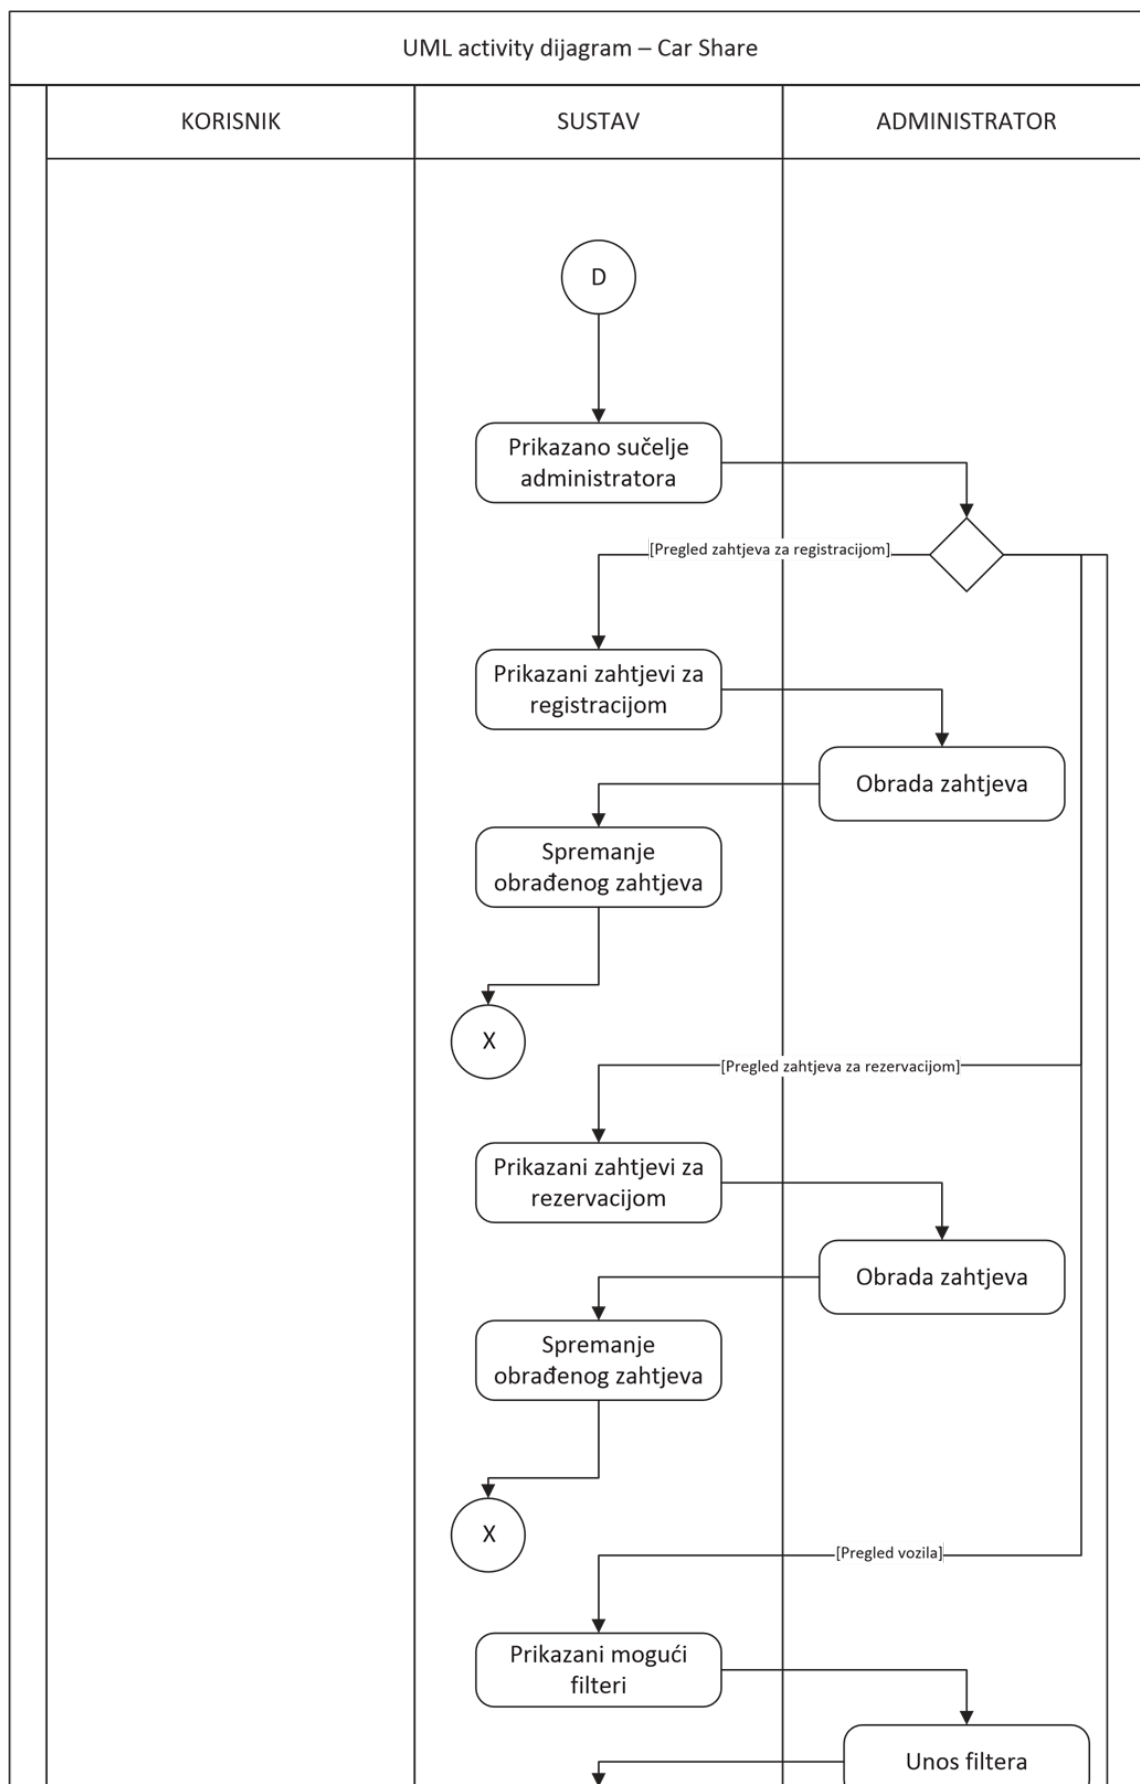 UML activity dijagram – Car Share
KORISNIK
SUSTAV
ADMINISTRATOR
D
Prikazano sučelje
administratora
[Pregled zahtjeva za registracijom]
Prikazani zahtjevi za
registracijom
Obrada zahtjeva
Spremanje
obrađenog zahtjeva
X
[Pregled zahtjeva za rezervacijom]
Prikazani zahtjevi za
rezervacijom
Obrada zahtjeva
Spremanje
obrađenog zahtjeva
X
[Pregled vozila]
Prikazani mogući
filteri
Unos filtera